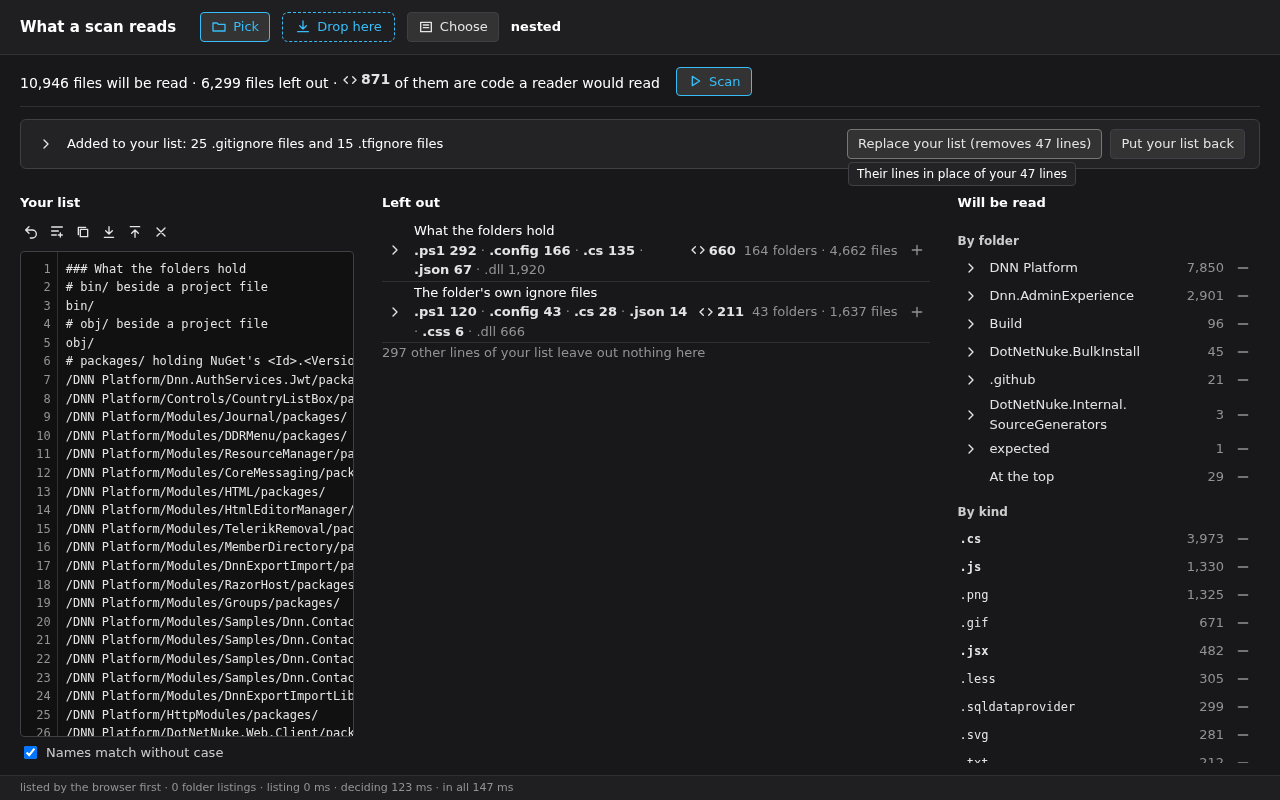 What a scan reads
Pick
Drop here
Choose
nested
10,946 files will be read · 6,299 files left out · <> 871 of them are code a reader would read
Scan
Added to your list: 25 .gitignore files and 15 .tfignore files
Replace your list (removes 47 lines)
Put your list back
Their lines in place of your 47 lines
Your list
1 ### What the folders hold
2 # bin/ beside a project file
3 bin/
4 # obj/ beside a project file
5 obj/
6 # packages/ holding NuGet's <Id>.<Versio
7 /DNN Platform/Dnn.AuthServices.Jwt/packa
8 /DNN Platform/Controls/CountryListBox/pa
9 /DNN Platform/Modules/Journal/packages/
10 /DNN Platform/Modules/DDRMenu/packages/
11 /DNN Platform/Modules/ResourceManager/pa
12 /DNN Platform/Modules/CoreMessaging/pack
13 /DNN Platform/Modules/HTML/packages/
14 /DNN Platform/Modules/HtmlEditorManager/
15 /DNN Platform/Modules/TelerikRemoval/pac
16 /DNN Platform/Modules/MemberDirectory/pa
17 /DNN Platform/Modules/DnnExportImport/pa
18 /DNN Platform/Modules/RazorHost/packages
19 /DNN Platform/Modules/Groups/packages/
20 /DNN Platform/Modules/Samples/Dnn.Contac
21 /DNN Platform/Modules/Samples/Dnn.Contac
22 /DNN Platform/Modules/Samples/Dnn.Contac
23 /DNN Platform/Modules/Samples/Dnn.Contac
24 /DNN Platform/Modules/DnnExportImportLib
25 /DNN Platform/HttpModules/packages/
26 /DNN Platform/DotNetNuke.Web.Client/pack
Names match without case
Left out
What the folders hold
.ps1 292 · .config 166 · .cs 135 ·
.json 67 · .dll 1,920
<> 660 164 folders · 4,662 files
The folder's own ignore files
.ps1 120 · .config 43 · .cs 28 · .json 14
· .css 6 · .dll 666
<> 211 43 folders · 1,637 files
297 other lines of your list leave out nothing here
Will be read
By folder
DNN Platform 7,850
Dnn.AdminExperience 2,901
Build 96
DotNetNuke.BulkInstall 45
.github 21
DotNetNuke.Internal.
SourceGenerators 3
expected 1
At the top 29
By kind
.cs 3,973
.js 1,330
.png 1,325
.gif 671
.jsx 482
.less 305
.sqldataprovider 299
.svg 281
.txt 212
listed by the browser first · 0 folder listings · listing 0 ms · deciding 123 ms · in all 147 ms